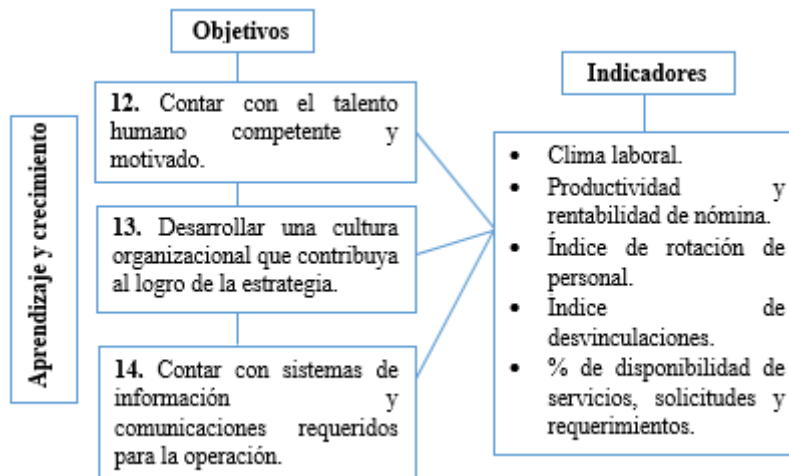 Objetivos
Aprendizaje y crecimiento
12. Contar con el talento
humano competente y
motivado.
13. Desarrollar una cultura
organizacional que contribuya
al logro de la estrategia.
14. Contar con sistemas de
información y
comunicaciones requeridos
para la operación.
Indicadores
• Clima laboral.
• Productividad y
rentabilidad de nómina.
• Índice de rotación de
personal.
• Índice de
desvinculaciones.
• % de disponibilidad de
servicios, solicitudes y
requerimientos.